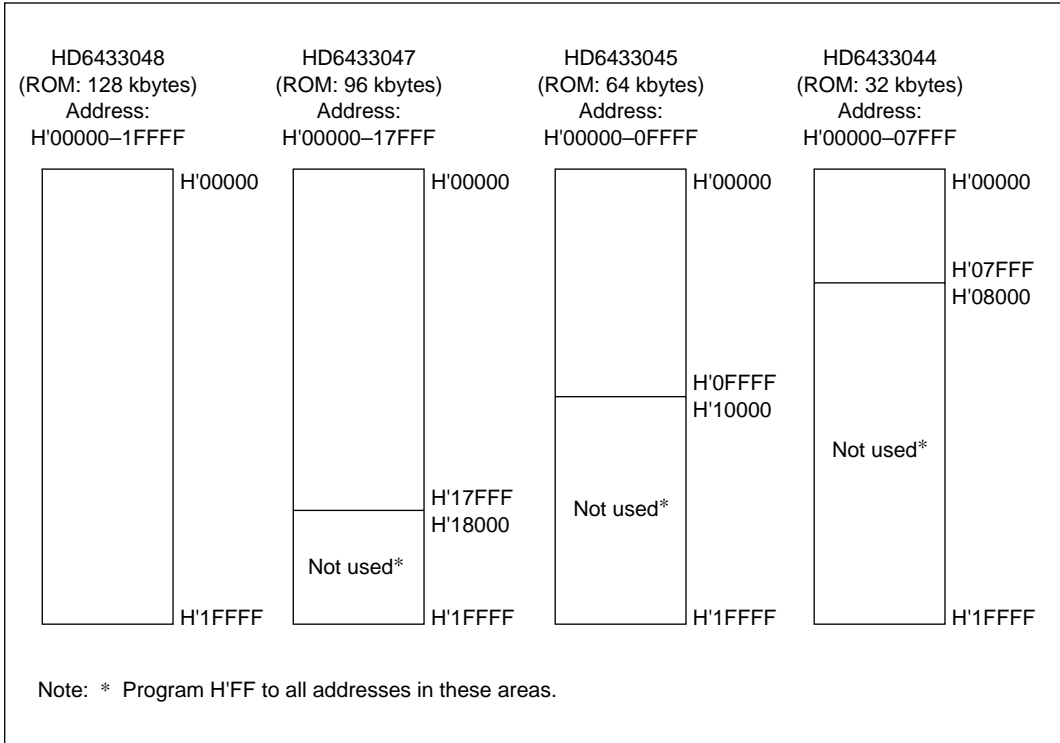 HD6433048
(ROM: 128 kbytes)
Address:
H'00000–1FFFF
H'00000
H'1FFFF
HD6433047
(ROM: 96 kbytes)
Address:
H'00000–17FFF
H'00000
H'17FFF
H'18000
Not used*
H'1FFFF
HD6433045
(ROM: 64 kbytes)
Address:
H'00000–0FFFF
H'00000
H'0FFFF
H'10000
Not used*
H'1FFFF
HD6433044
(ROM: 32 kbytes)
Address:
H'00000–07FFF
H'00000
H'07FFF
H'08000
Not used*
H'1FFFF
Note: * Program H'FF to all addresses in these areas.